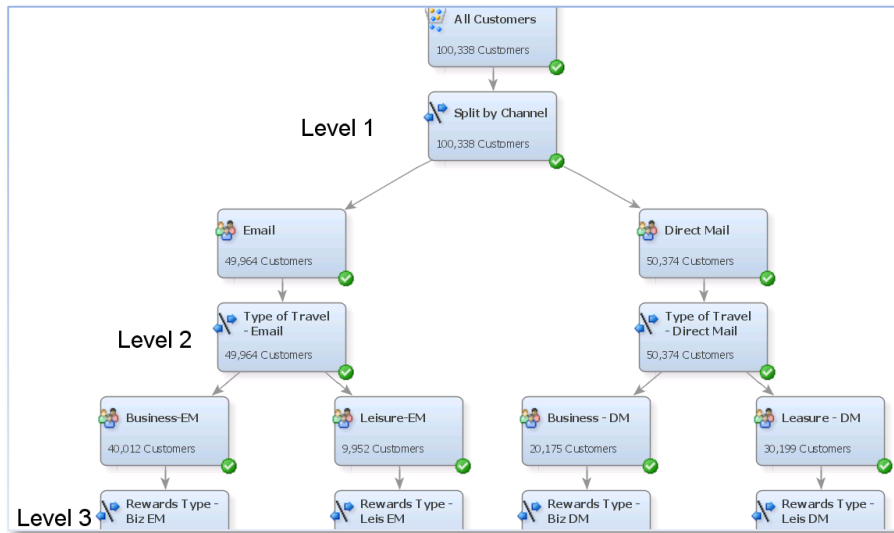 All Customers
100,338 Customers
Level 1
Split by Channel
100,338 Customers
Email
49,964 Customers
Direct Mail
50,374 Customers
Level 2
Type of Travel
- Email
49,964 Customers
Type of Travel
- Direct Mail
50,374 Customers
Business-EM
40,012 Customers
Leisure-EM
9,952 Customers
Business - DM
20,175 Customers
Leasure - DM
30,199 Customers
Level 3
Rewards Type -
Biz EM
Rewards Type -
Leis EM
Rewards Type -
Biz DM
Rewards Type -
Leis DM